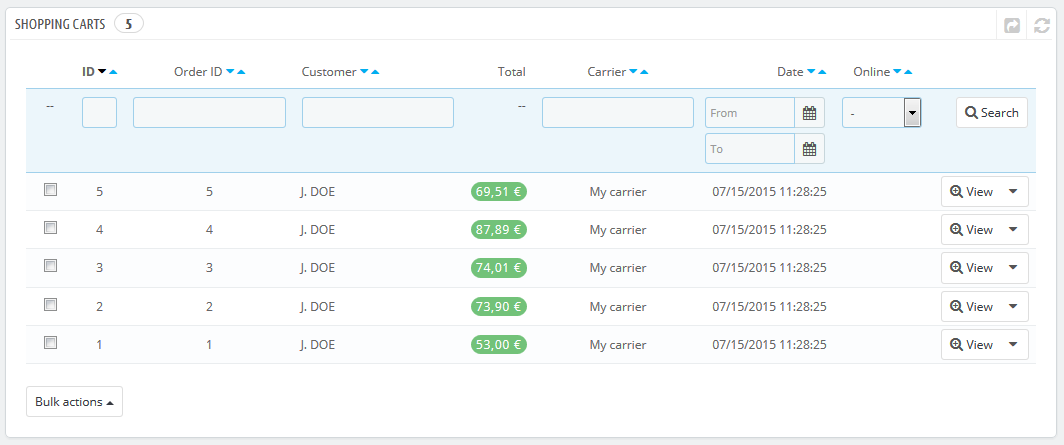 SHOPPING CARTS 5
ID Order ID Customer Total Carrier Date Online
-- -- From - Search
To
5 5 J. DOE 69,51 € My carrier 07/15/2015 11:28:25 View
4 4 J. DOE 87,89 € My carrier 07/15/2015 11:28:25 View
3 3 J. DOE 74,01 € My carrier 07/15/2015 11:28:25 View
2 2 J. DOE 73,90 € My carrier 07/15/2015 11:28:25 View
1 1 J. DOE 53,00 € My carrier 07/15/2015 11:28:25 View
Bulk actions